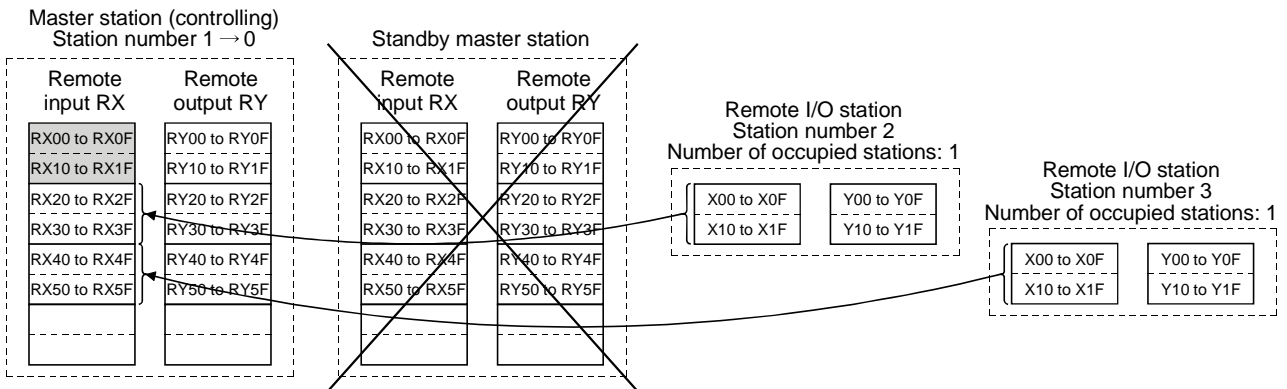 Master station (controlling)
Station number 1 → 0
Remote
input RX
Remote
output RY
RX00 to RX0F
RX10 to RX1F
RX20 to RX2F
RX30 to RX3F
RX40 to RX4F
RX50 to RX5F
RY00 to RY0F
RY10 to RY1F
RY20 to RY2F
RY30 to RY3F
RY40 to RY4F
RY50 to RY5F
Standby master station
Remote
input RX
Remote
output RY
RX00 to RX0F
RX10 to RX1F
RX20 to RX2F
RX30 to RX3F
RX40 to RX4F
RX50 to RX5F
RY00 to RY0F
RY10 to RY1F
RY20 to RY2F
RY30 to RY3F
RY40 to RY4F
RY50 to RY5F
Remote I/O station
Station number 2
Number of occupied stations: 1
X00 to X0F
X10 to X1F
Y00 to Y0F
Y10 to Y1F
Remote I/O station
Station number 3
Number of occupied stations: 1
X00 to X0F
X10 to X1F
Y00 to Y0F
Y10 to Y1F